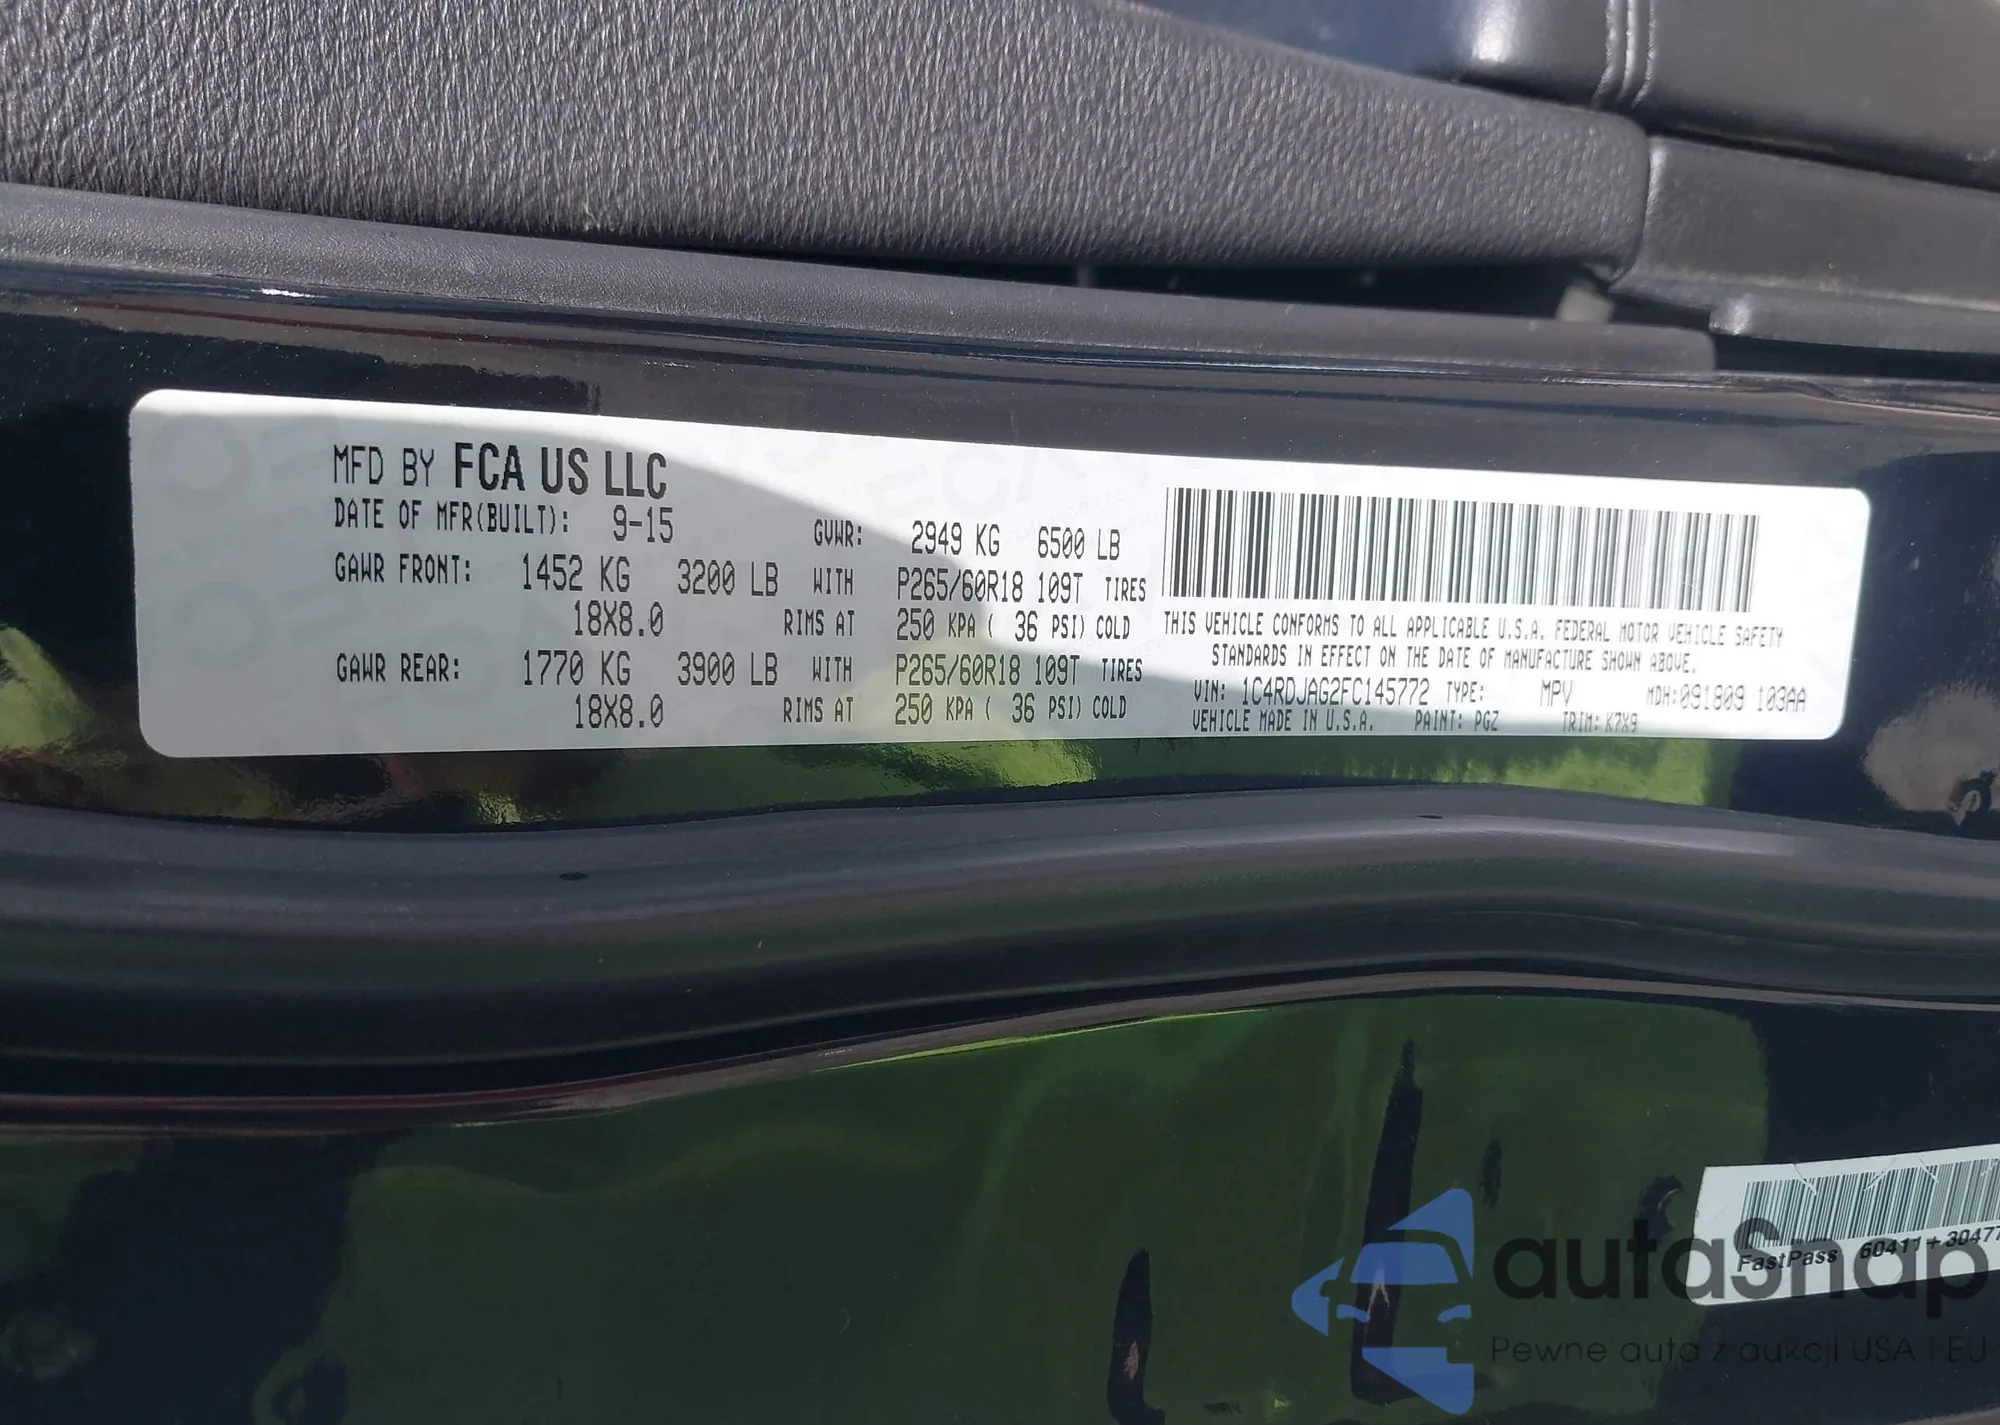 MFD BY FCA US LLC
DATE OF MFR(BUILT): 9-15 GVWR: 2949 KG 6500 LB
GAWR FRONT: 1452 KG 3200 LB WITH P265/60R18 109T TIRES
18X8.0 RIMS AT 250 KPA ( 36 PSI) COLD
GAWR REAR: 1770 KG 3900 LB WITH P265/60R18 109T TIRES
18X8.0 RIMS AT 250 KPA ( 36 PSI) COLD
THIS VEHICLE CONFORMS TO ALL APPLICABLE U.S.A. FEDERAL MOTOR VEHICLE SAFETY
STANDARDS IN EFFECT ON THE DATE OF MANUFACTURE SHOWN ABOVE.
VIN: 1C4RDJAG2FC145772 TYPE: MPV MDH:091809 103AA
VEHICLE MADE IN U.S.A. PAINT: PGZ TRIM: K7X9
FastPass 60411+30477
autaSnap
Pewne auta z aukcji USA i EU